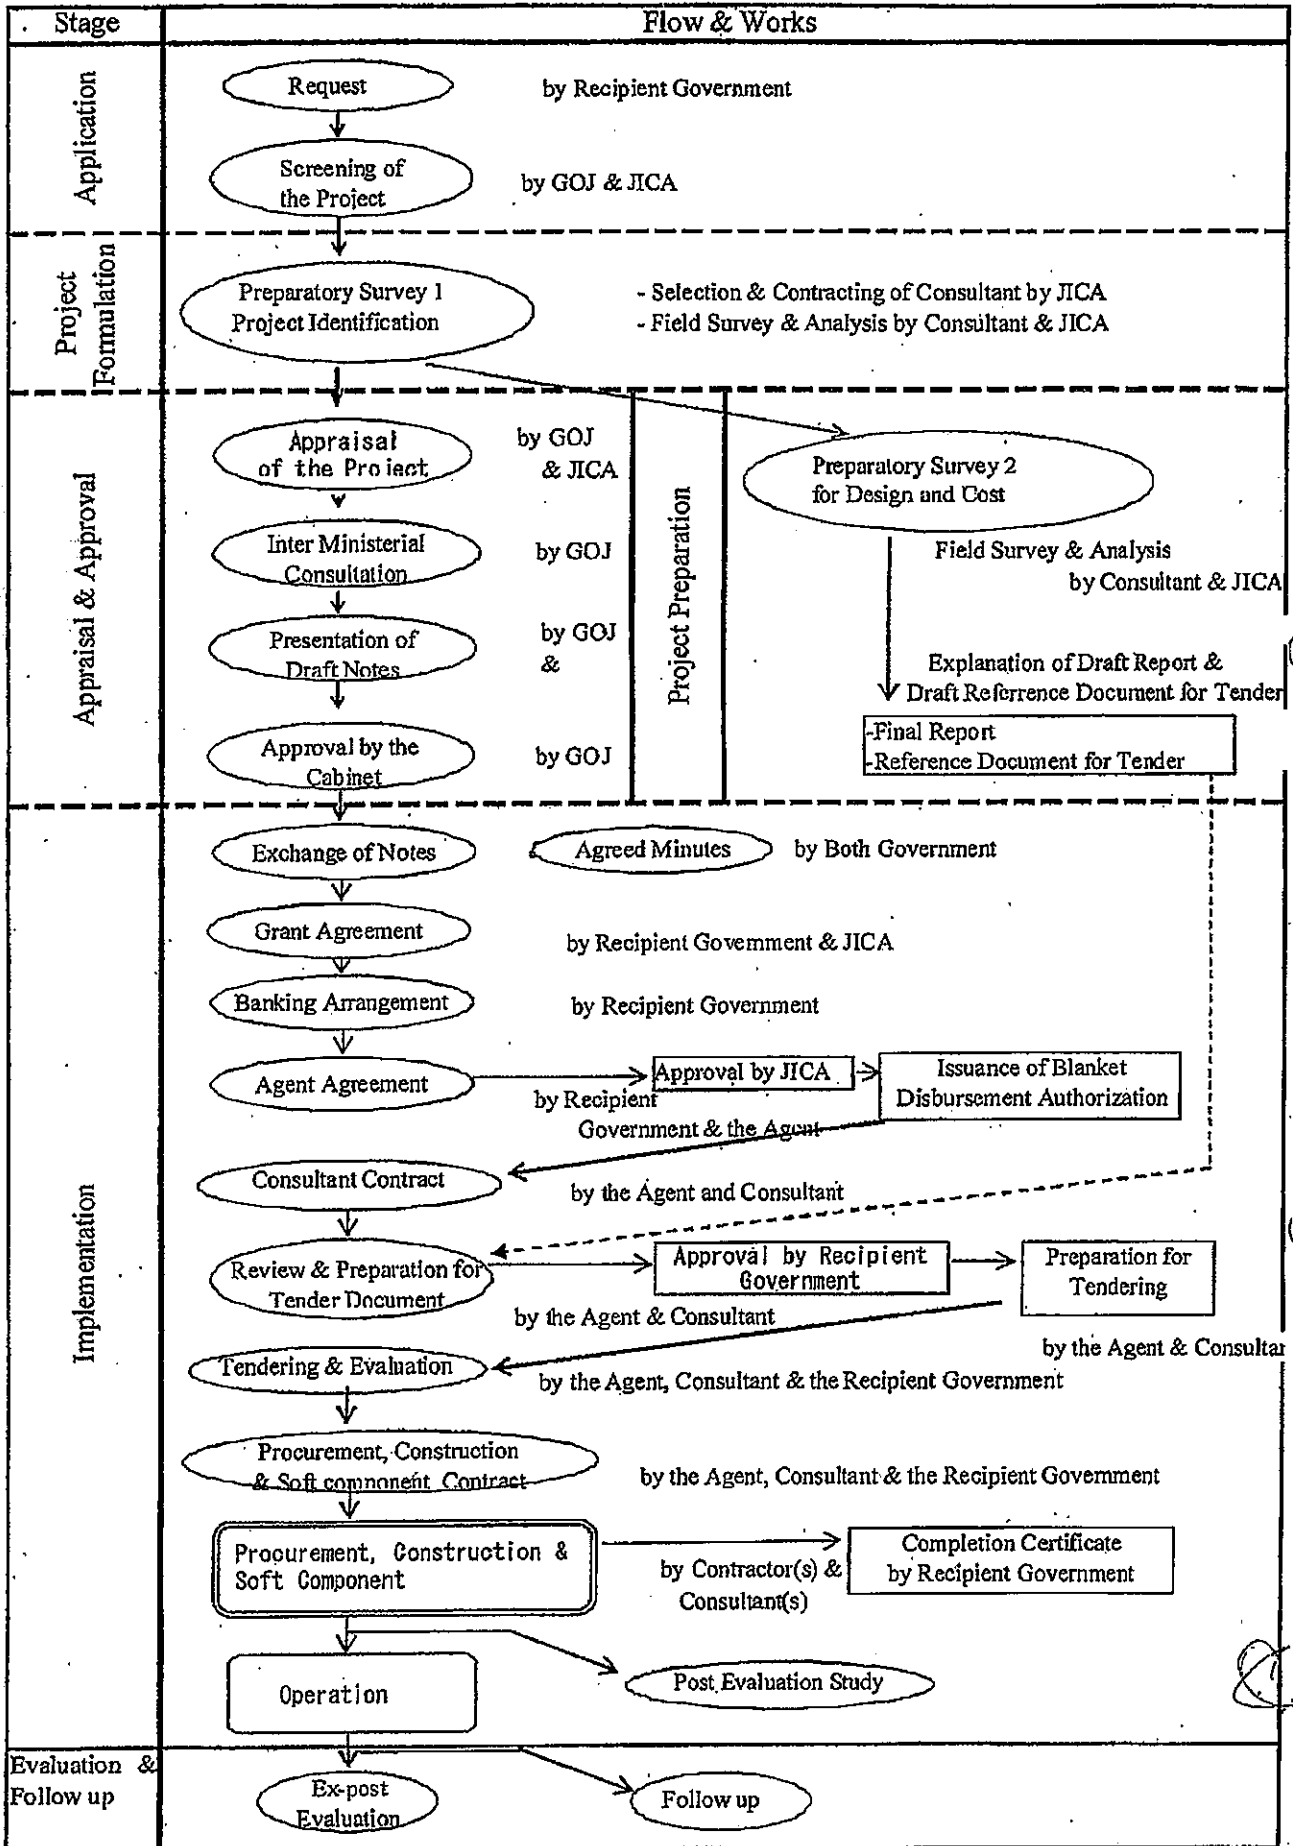 Stage
Flow & Works
Application
Request
by Recipient Government
Screening of
the Project
by GOJ & JICA
Project
Formulation
Preparatory Survey 1
Project Identification
- Selection & Contracting of Consultant by JICA
- Field Survey & Analysis by Consultant & JICA
Appraisal & Approval
Appraisal
of the Project
by GOJ
& JICA
Inter Ministerial
Consultation
by GOJ
Presentation of
Draft Notes
by GOJ
&
Approval by the
Cabinet
by GOJ
Project Preparation
Preparatory Survey 2
for Design and Cost
Field Survey & Analysis
by Consultant & JICA
Explanation of Draft Report &
Draft Referrence Document for Tender
-Final Report
-Reference Document for Tender
Implementation
Exchange of Notes
Agreed Minutes
by Both Government
Grant Agreement
by Recipient Government & JICA
Banking Arrangement
by Recipient Government
Agent Agreement
Approval by JICA
Issuance of Blanket
Disbursement Authorization
by Recipient
Government & the Agent
Consultant Contract
by the Agent and Consultant
Review & Preparation for
Tender Document
Approval by Recipient
Government
Preparation for
Tendering
by the Agent & Consultant
by the Agent & Consultar
Tendering & Evaluation
by the Agent, Consultant & the Recipient Government
Procurement, Construction
& Soft component Contract
by the Agent, Consultant & the Recipient Government
Procurement, Construction &
Soft Component
by Contractor(s) &
Consultant(s)
Completion Certificate
by Recipient Government
Operation
Post Evaluation Study
Evaluation &
Follow up
Ex-post
Evaluation
Follow up